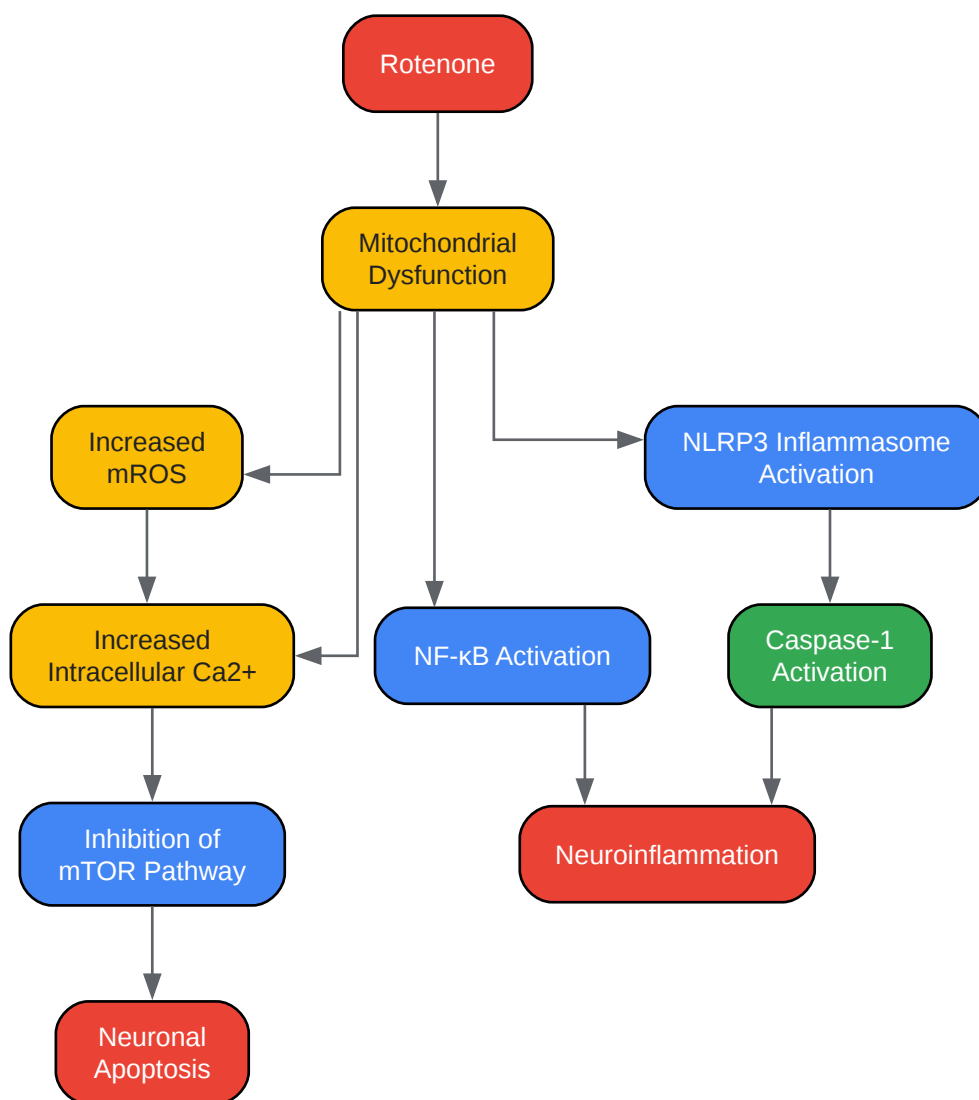 Rotenone
Mitochondrial
Dysfunction
Increased
mROS
NLRP3 Inflammasome
Activation
Increased
Intracellular Ca2+
NF-κB Activation
Caspase-1
Activation
Inhibition of
mTOR Pathway
Neuroinflammation
Neuronal
Apoptosis